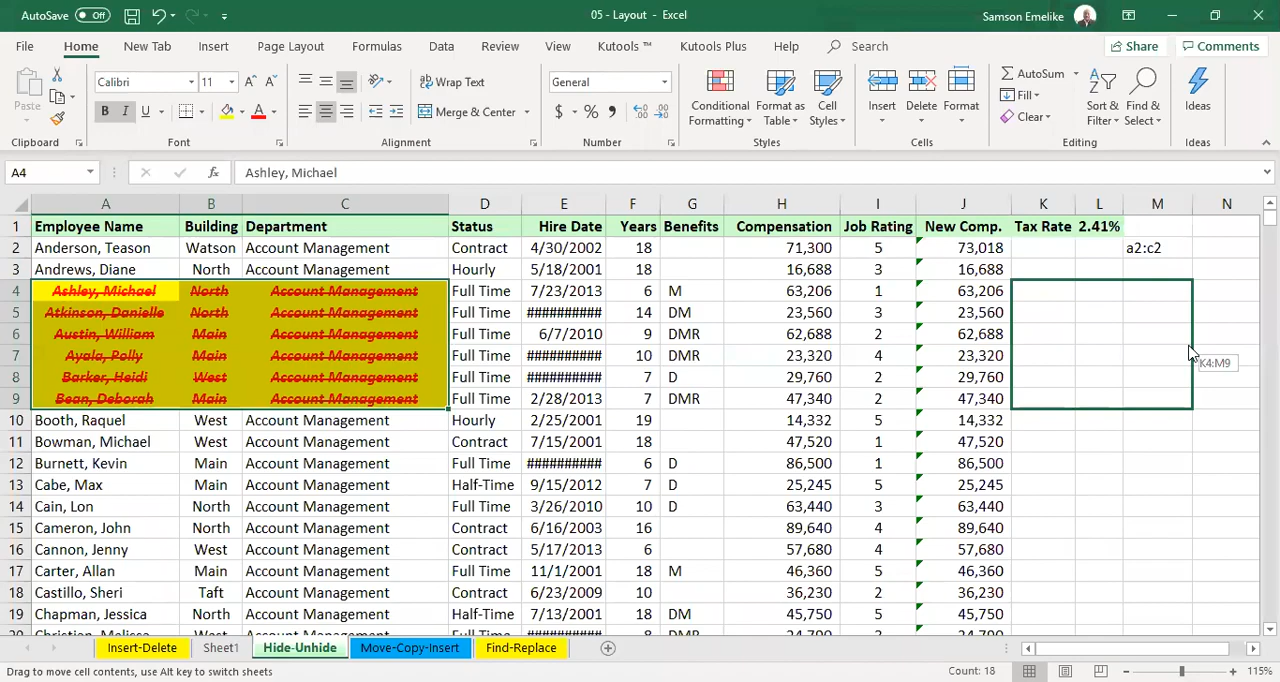 AutoSave Off 05 - Layout - Excel Samson Emelike
File Home New Tab Insert Page Layout Formulas Data Review View Kutools ™ Kutools Plus Help Search Share Comments
Paste Calibri 11 A A Wrap Text General Conditional Formatting Format as Table Cell Styles Insert Delete Format AutoSum Sort & Filter Find & Select Ideas
B I U A Merge & Center $ % , Fill Clear
Clipboard Font Alignment Number Styles Cells Editing Ideas
A4 fx Ashley, Michael
A B C D E F G H I J K L M N
1 Employee Name Building Department Status Hire Date Years Benefits Compensation Job Rating New Comp. Tax Rate 2.41%
2 Anderson, Teason Watson Account Management Contract 4/30/2002 18 71,300 5 73,018 a2:c2
3 Andrews, Diane North Account Management Hourly 5/18/2001 18 16,688 3 16,688
4 Ashley, Michael North Account Management Full Time 7/23/2013 6 M 63,206 1 63,206
5 Atkinson, Danielle North Account Management Full Time ########## 14 DM 23,560 3 23,560
6 Austin, William Main Account Management Full Time 6/7/2010 9 DMR 62,688 2 62,688
7 Ayala, Polly Main Account Management Full Time ########## 10 DMR 23,320 4 23,320 K4:M9
8 Barker, Heidi West Account Management Full Time ########## 7 D 29,760 2 29,760
9 Bean, Deborah Main Account Management Full Time 2/28/2013 7 DMR 47,340 2 47,340
10 Booth, Raquel West Account Management Hourly 2/25/2001 19 14,332 5 14,332
11 Bowman, Michael West Account Management Contract 7/15/2001 18 47,520 1 47,520
12 Burnett, Kevin Main Account Management Full Time ########## 6 D 86,500 1 86,500
13 Cabe, Max Main Account Management Half-Time 9/15/2012 7 D 25,245 5 25,245
14 Cain, Lon North Account Management Full Time 3/26/2010 10 D 63,440 1 63,440
15 Cameron, John North Account Management Contract 6/16/2003 16 89,640 4 89,640
16 Cannon, Jenny West Account Management Contract 5/17/2013 6 57,680 4 57,680
17 Carter, Allan Main Account Management Full Time 11/1/2001 18 M 46,360 5 46,360
18 Castillo, Sheri Taft Account Management Contract 6/23/2009 10 36,230 2 36,230
19 Chapman, Jessica North Account Management Half-Time 7/13/2001 18 DM 45,750 5 45,750
Insert-Delete Sheet1 Hide-Unhide Move-Copy-Insert Find-Replace
Drag to move cell contents, use Alt key to switch sheets Count: 18 115%